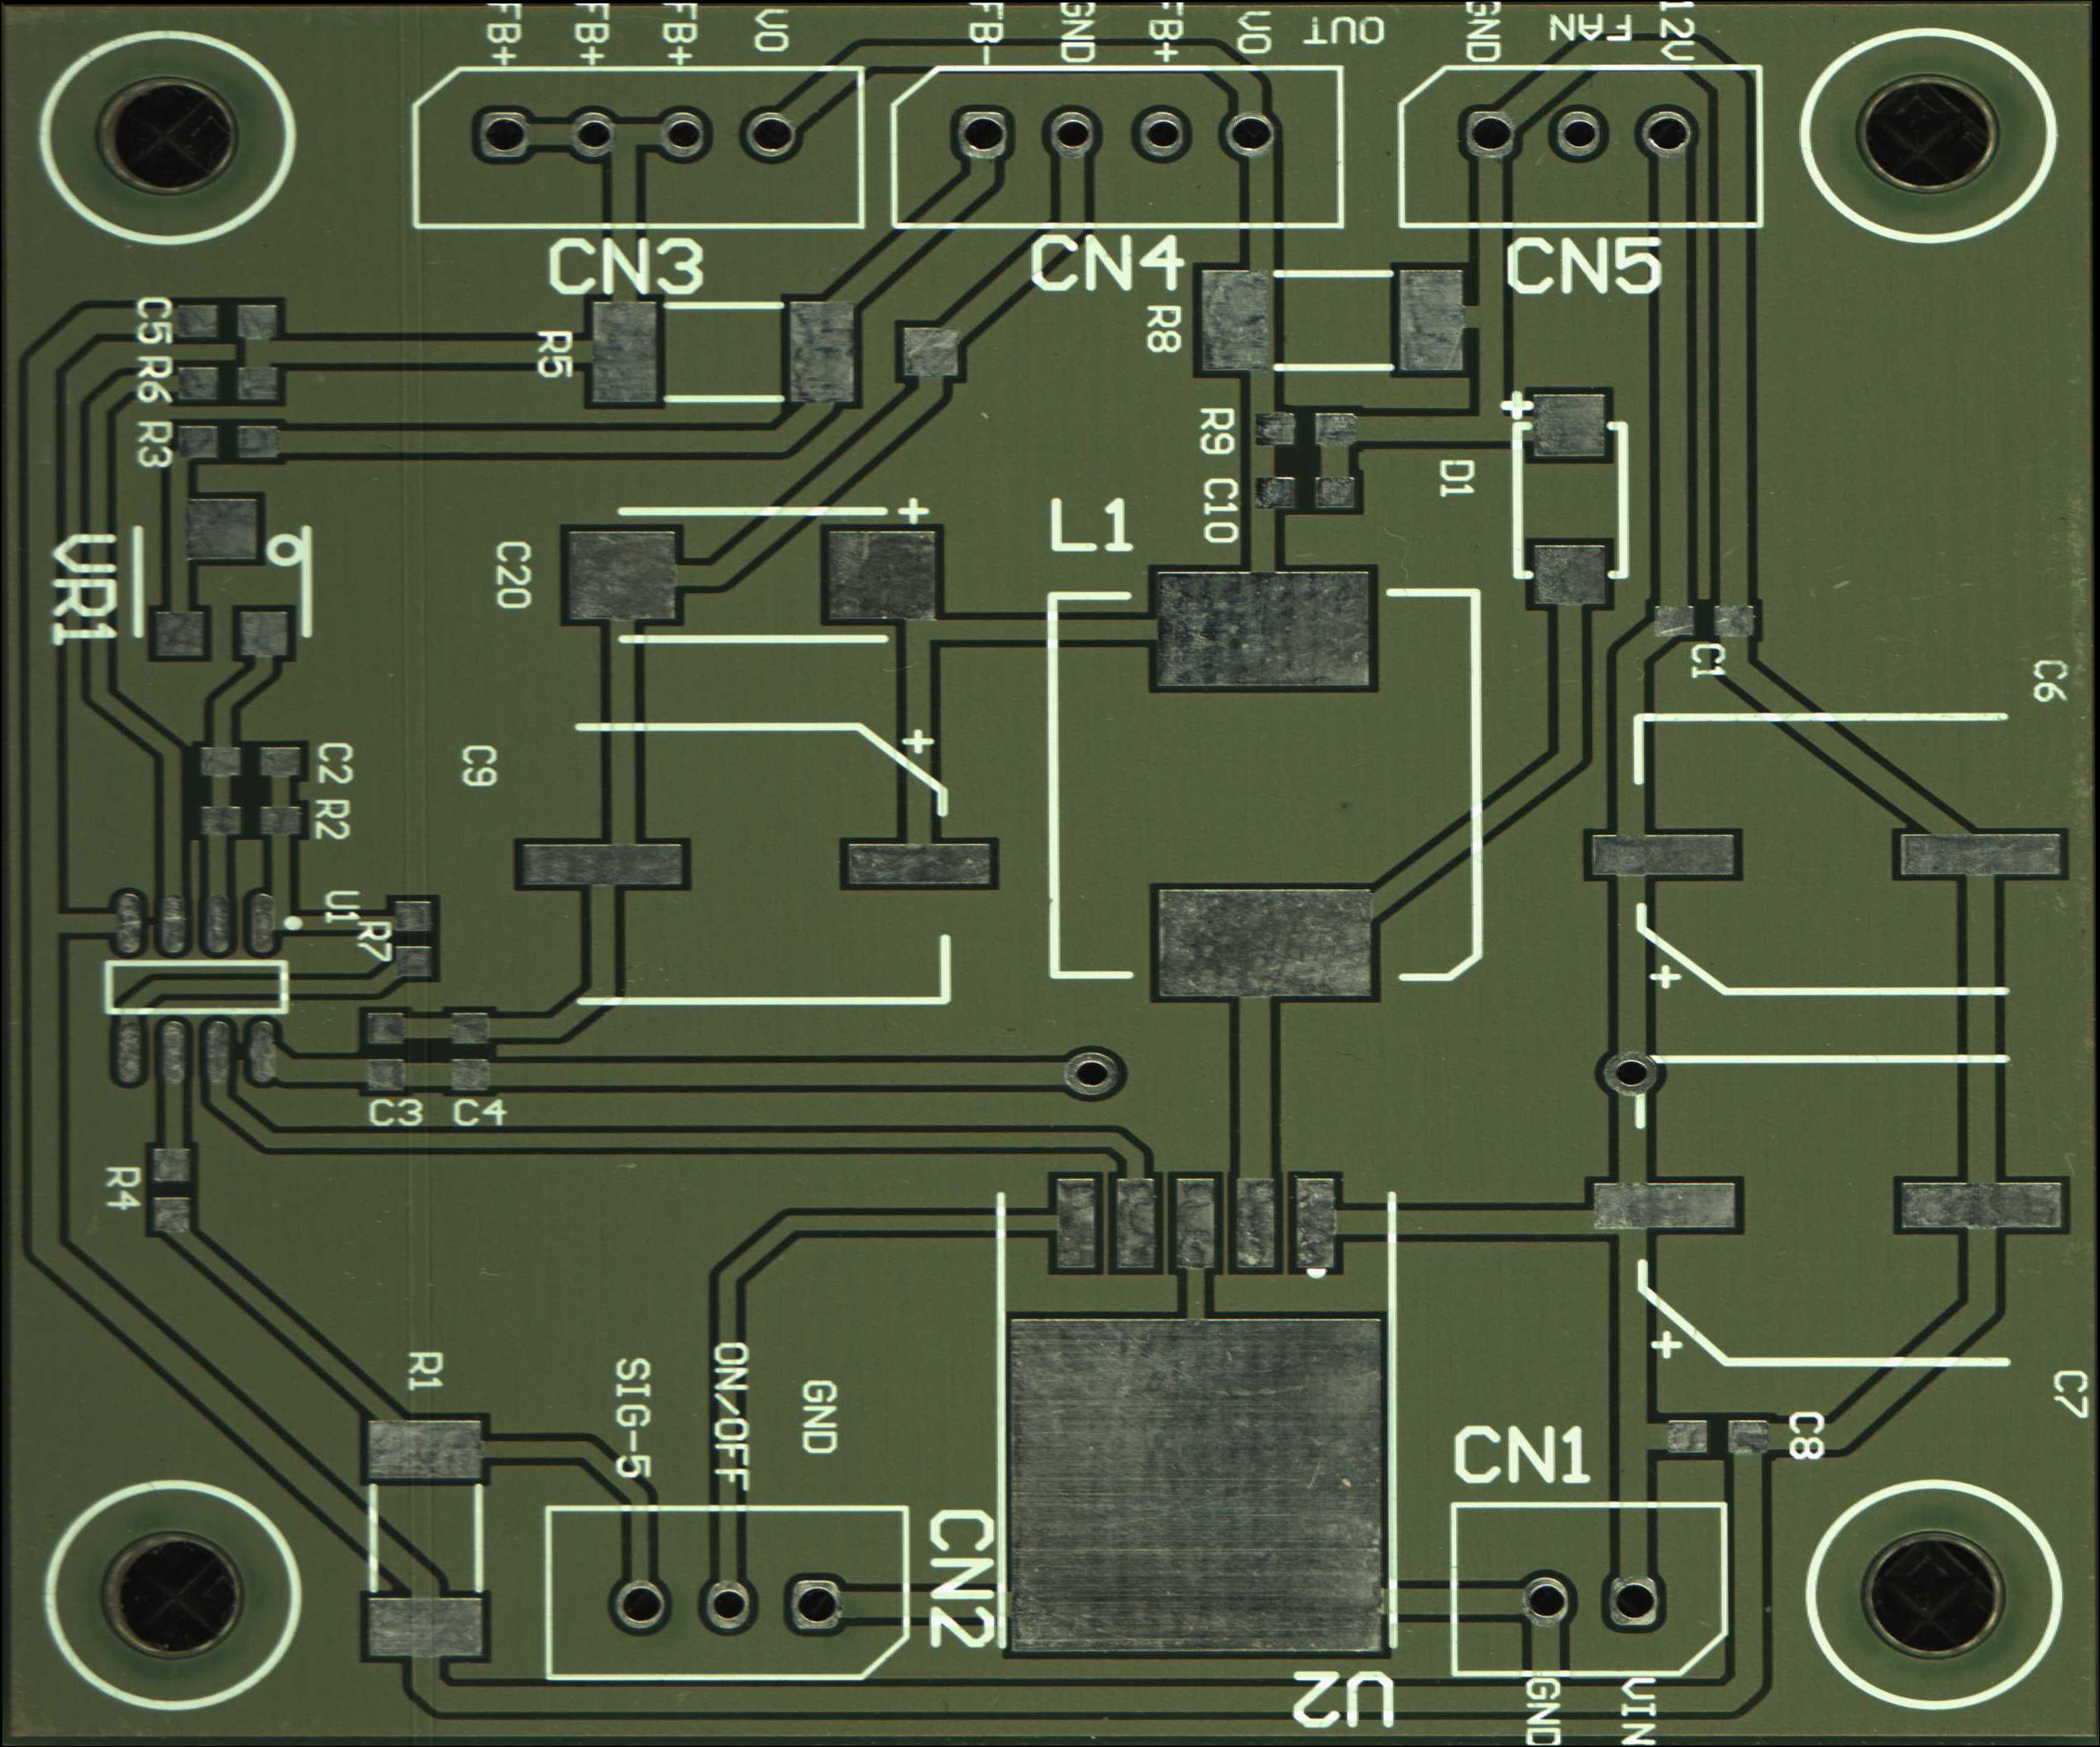 FB+
FB+
FB+
VO
FB-
GND
FB+
VO
OUT
GND
FAN
12V
CN3
CN4
CN5
C5
R6
R3
R5
R8
R9
C10
+
D1
VR1
C20
+
L1
C1
C6
C2
R2
C9
+
U1
R7
+
C3
C4
R4
R1
SIG-5
ON/OFF
GND
+
C7
C8
CN1
CN2
U2
GND
VIN